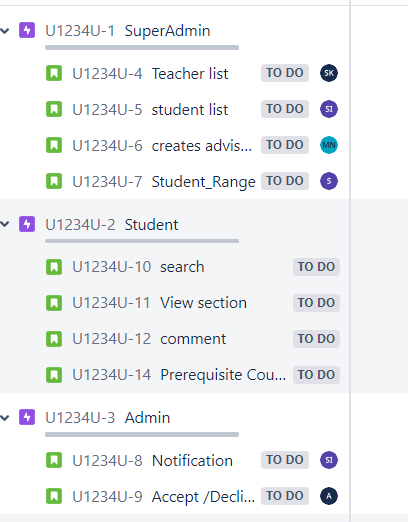 U1234U-1 SuperAdmin
U1234U-4 Teacher list TO DO SK
U1234U-5 student list TO DO SI
U1234U-6 creates advis... TO DO MN
U1234U-7 Student_Range TO DO S
U1234U-2 Student
U1234U-10 search TO DO
U1234U-11 View section TO DO
U1234U-12 comment TO DO
U1234U-14 Prerequisite Cou... TO DO
U1234U-3 Admin
U1234U-8 Notification TO DO SI
U1234U-9 Accept /Decli... TO DO A